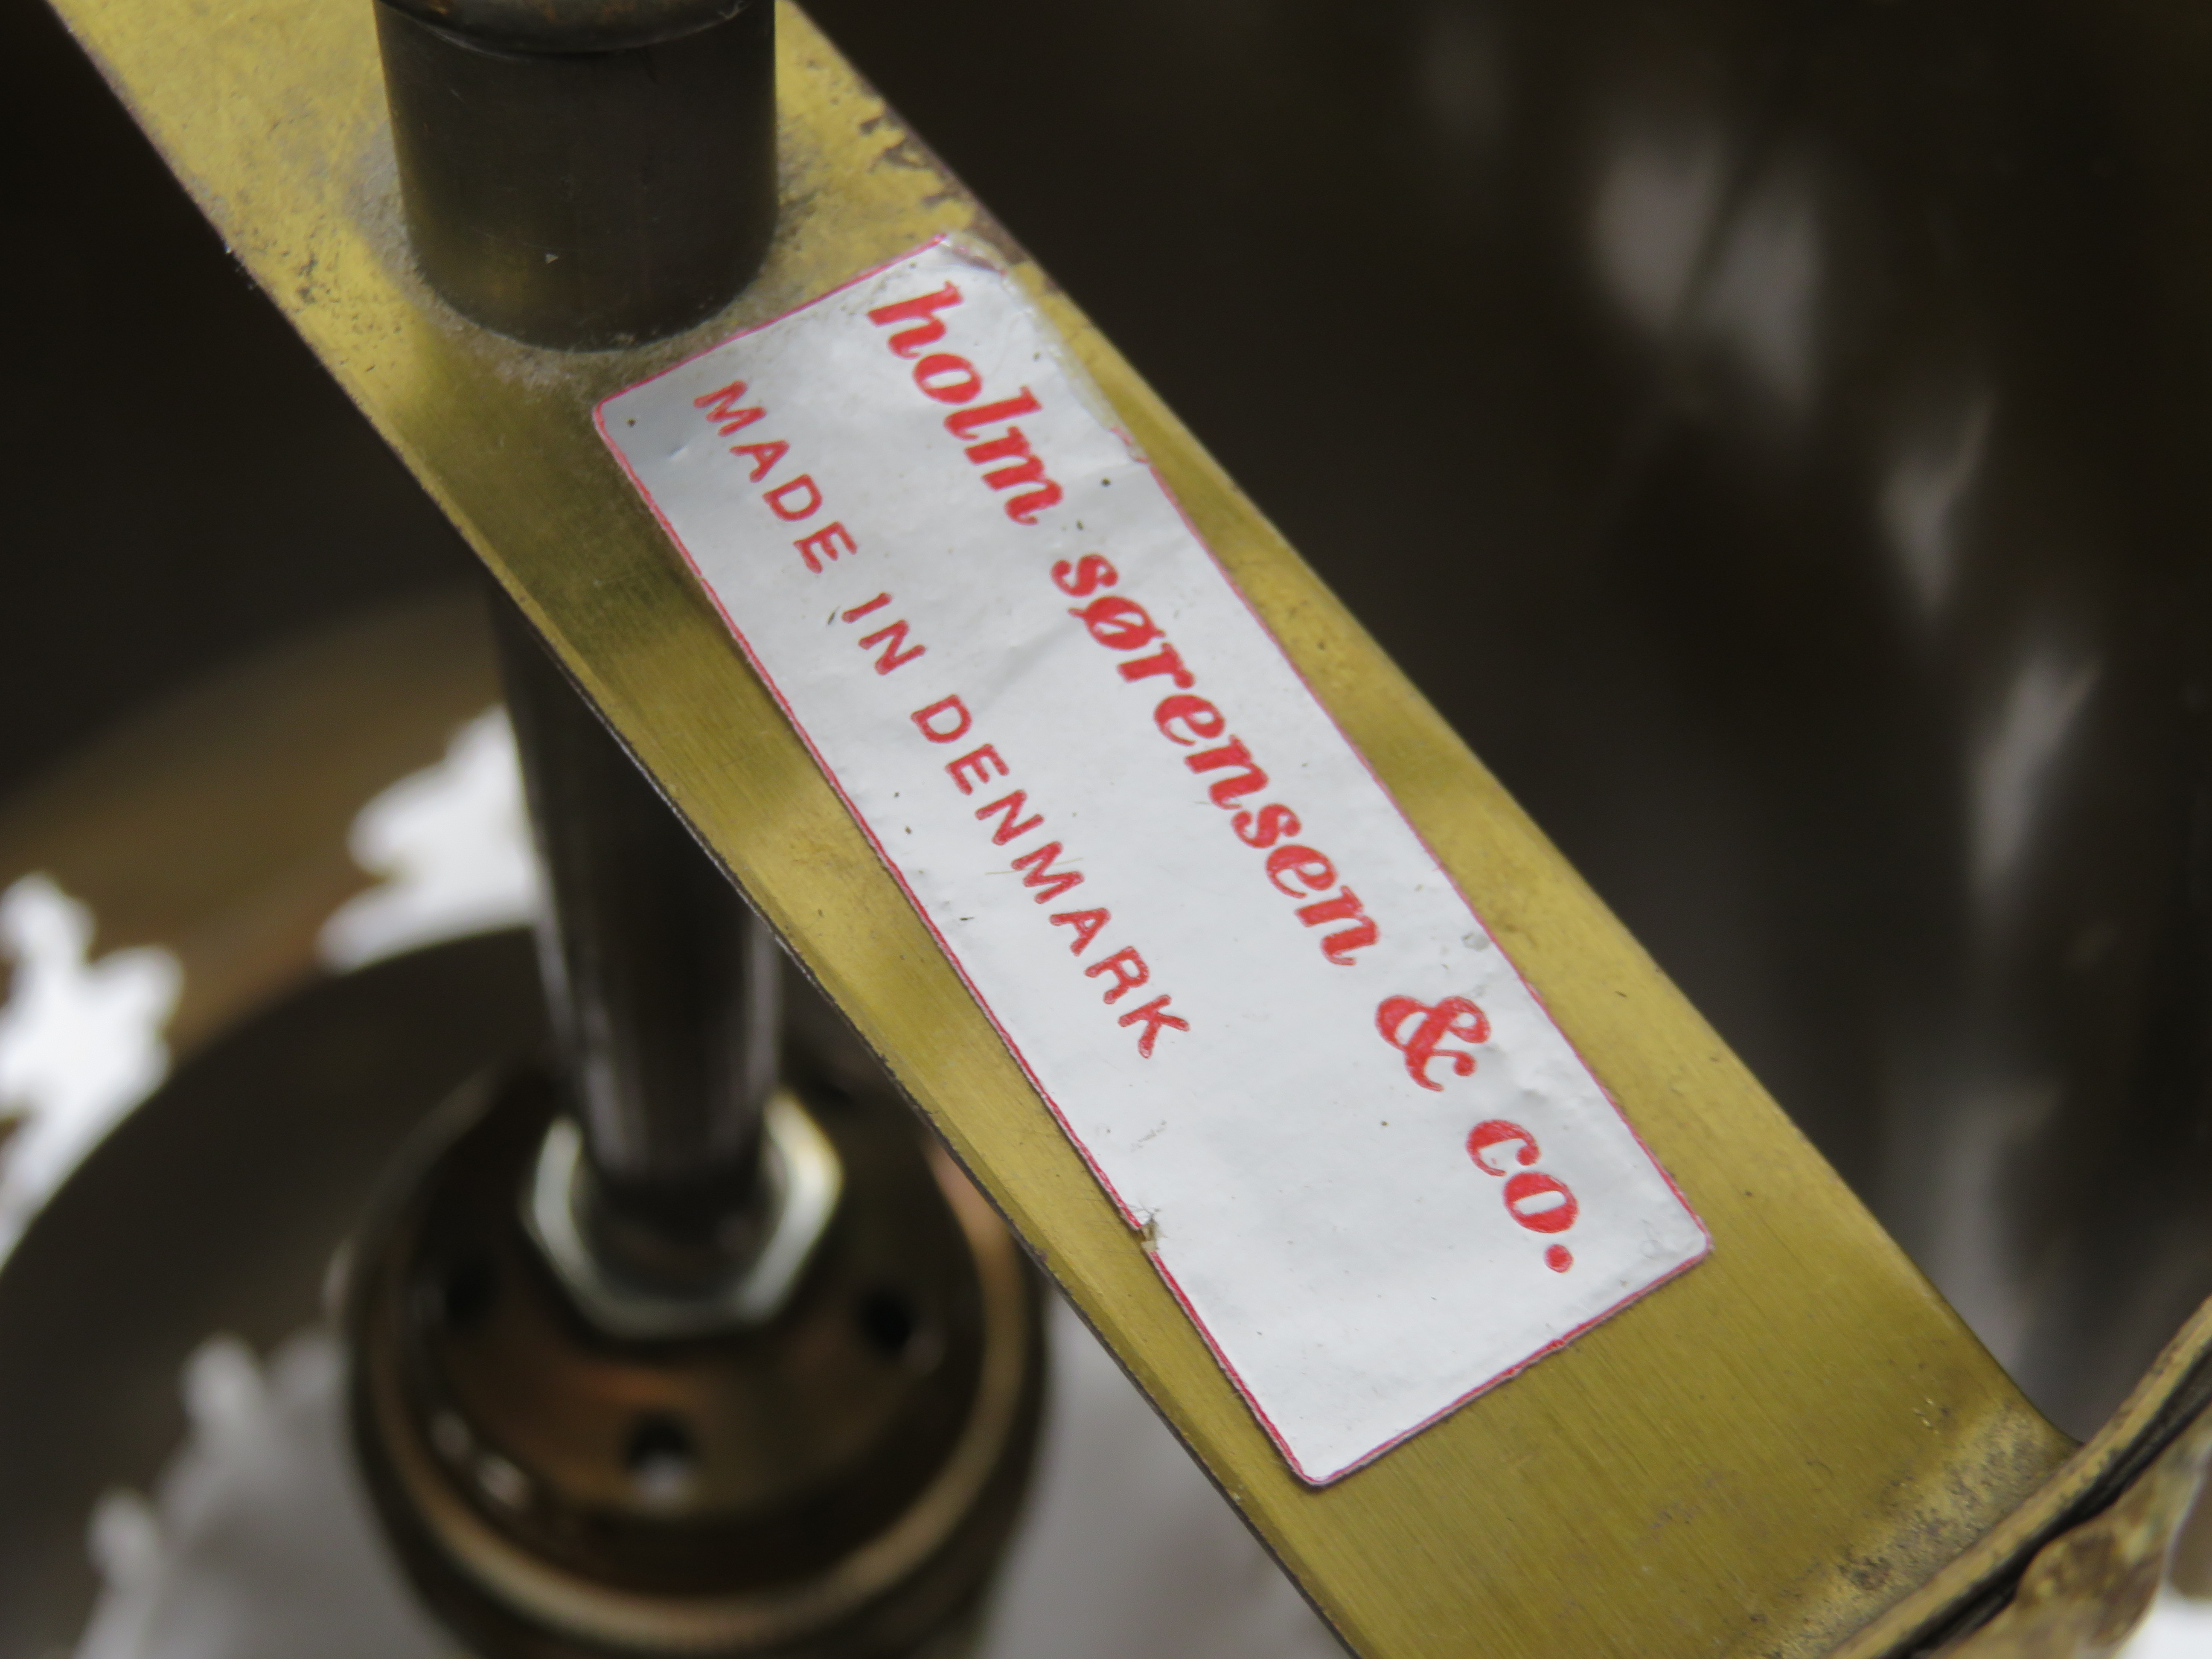 holm sørensen & co.
MADE IN DENMARK